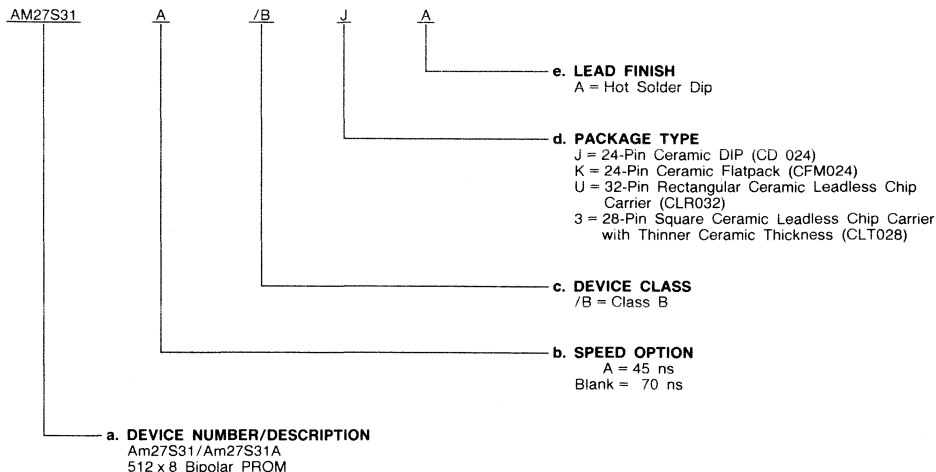 AM27S31 A /B J A
e. LEAD FINISH
A = Hot Solder Dip
d. PACKAGE TYPE
J = 24-Pin Ceramic DIP (CD 024)
K = 24-Pin Ceramic Flatpack (CFM024)
U = 32-Pin Rectangular Ceramic Leadless Chip
Carrier (CLR032)
3 = 28-Pin Square Ceramic Leadless Chip Carrier
with Thinner Ceramic Thickness (CLT028)
c. DEVICE CLASS
/B = Class B
b. SPEED OPTION
A = 45 ns
Blank = 70 ns
a. DEVICE NUMBER/DESCRIPTION
Am27S31/Am27S31A
512 x 8 Bipolar PROM